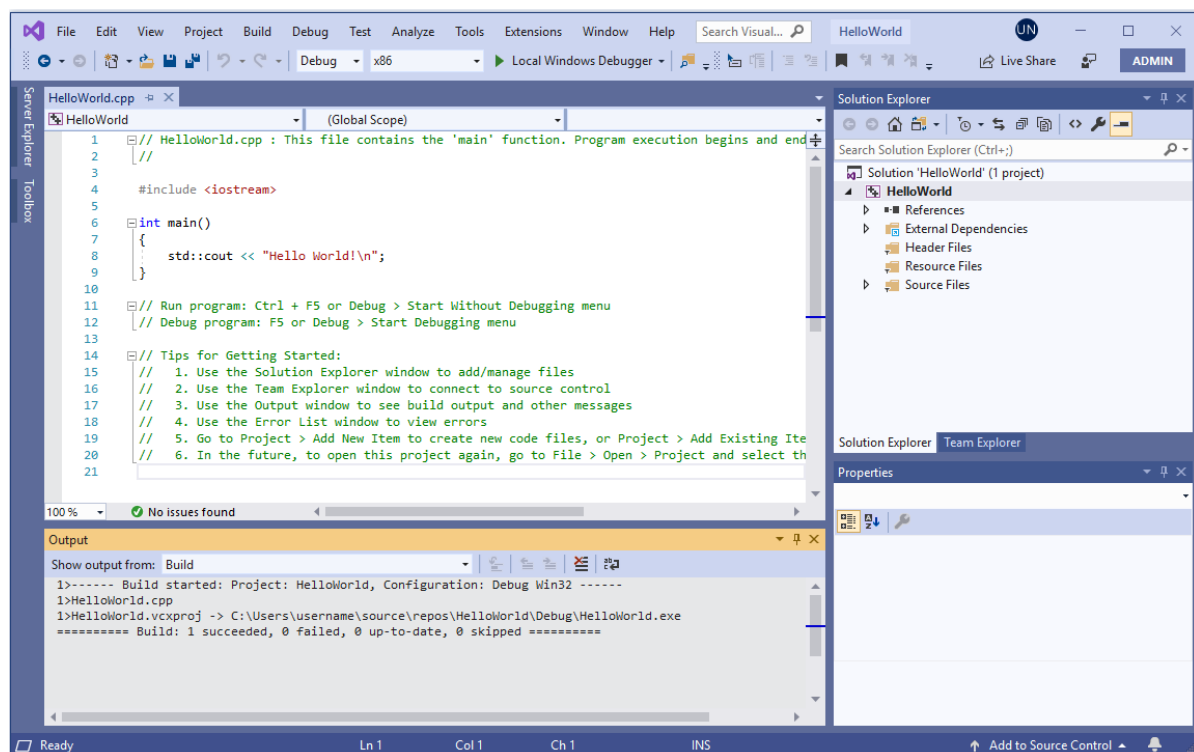 File Edit View Project Build Debug Test Analyze Tools Extensions Window Help Search Visual... HelloWorld UN
Debug x86 Local Windows Debugger Live Share ADMIN
Server Explorer
Toolbox
HelloWorld.cpp
HelloWorld (Global Scope)
1 // HelloWorld.cpp : This file contains the 'main' function. Program execution begins and end
2 //
3
4 #include <iostream>
5
6 int main()
7 {
8 std::cout << "Hello World!\n";
9 }
10
11 // Run program: Ctrl + F5 or Debug > Start Without Debugging menu
12 // Debug program: F5 or Debug > Start Debugging menu
13
14 // Tips for Getting Started:
15 // 1. Use the Solution Explorer window to add/manage files
16 // 2. Use the Team Explorer window to connect to source control
17 // 3. Use the Output window to see build output and other messages
18 // 4. Use the Error List window to view errors
19 // 5. Go to Project > Add New Item to create new code files, or Project > Add Existing Ite
20 // 6. In the future, to open this project again, go to File > Open > Project and select th
21
100 % No issues found
Output
Show output from: Build
1>------ Build started: Project: HelloWorld, Configuration: Debug Win32 ------
1>HelloWorld.cpp
1>HelloWorld.vcxproj -> C:\Users\username\source\repos\HelloWorld\Debug\HelloWorld.exe
========== Build: 1 succeeded, 0 failed, 0 up-to-date, 0 skipped ==========
Solution Explorer
Search Solution Explorer (Ctrl+;)
Solution 'HelloWorld' (1 project)
HelloWorld
References
External Dependencies
Header Files
Resource Files
Source Files
Solution Explorer Team Explorer
Properties
Ready Ln 1 Col 1 Ch 1 INS Add to Source Control